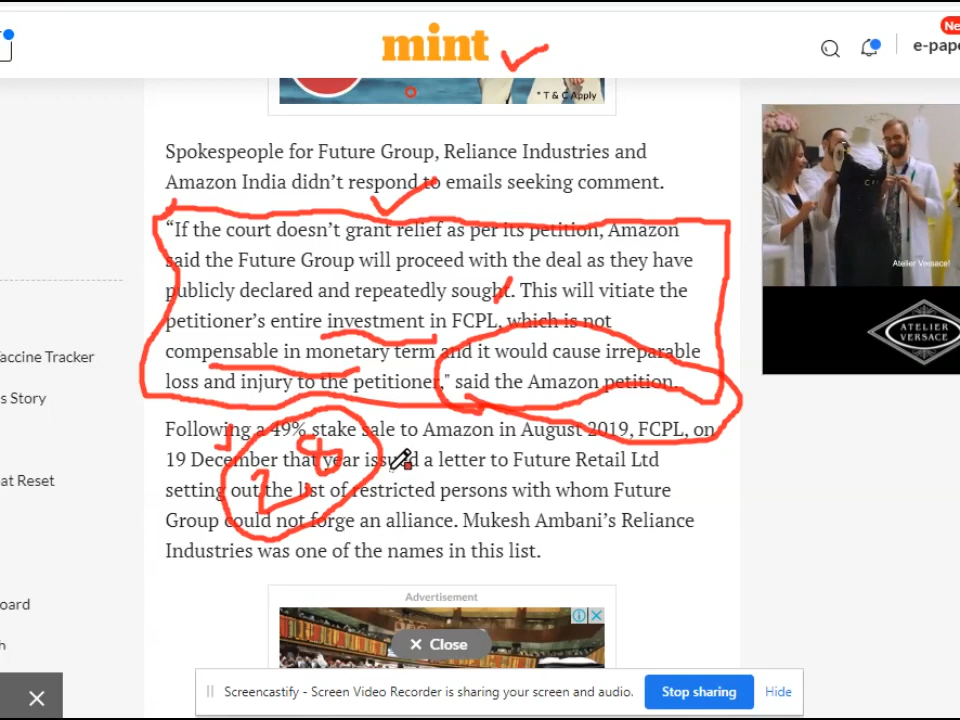 mint
Ne
e-pape
* T & C Apply
Spokespeople for Future Group, Reliance Industries and
Amazon India didn’t respond to emails seeking comment.
“If the court doesn’t grant relief as per its petition, Amazon
said the Future Group will proceed with the deal as they have
publicly declared and repeatedly sought. This will vitiate the
petitioner’s entire investment in FCPL, which is not
compensable in monetary term and it would cause irreparable
loss and injury to the petitioner," said the Amazon petition.
Following a 49% stake sale to Amazon in August 2019, FCPL, on
19 December that year issued a letter to Future Retail Ltd
setting out the list of restricted persons with whom Future
Group could not forge an alliance. Mukesh Ambani’s Reliance
Industries was one of the names in this list.
28
Atelier Versace!
ATELIER
VERSACE
accine Tracker
s Story
at Reset
oard
h
Advertisement
× Close
Screencastify - Screen Video Recorder is sharing your screen and audio.
Stop sharing
Hide